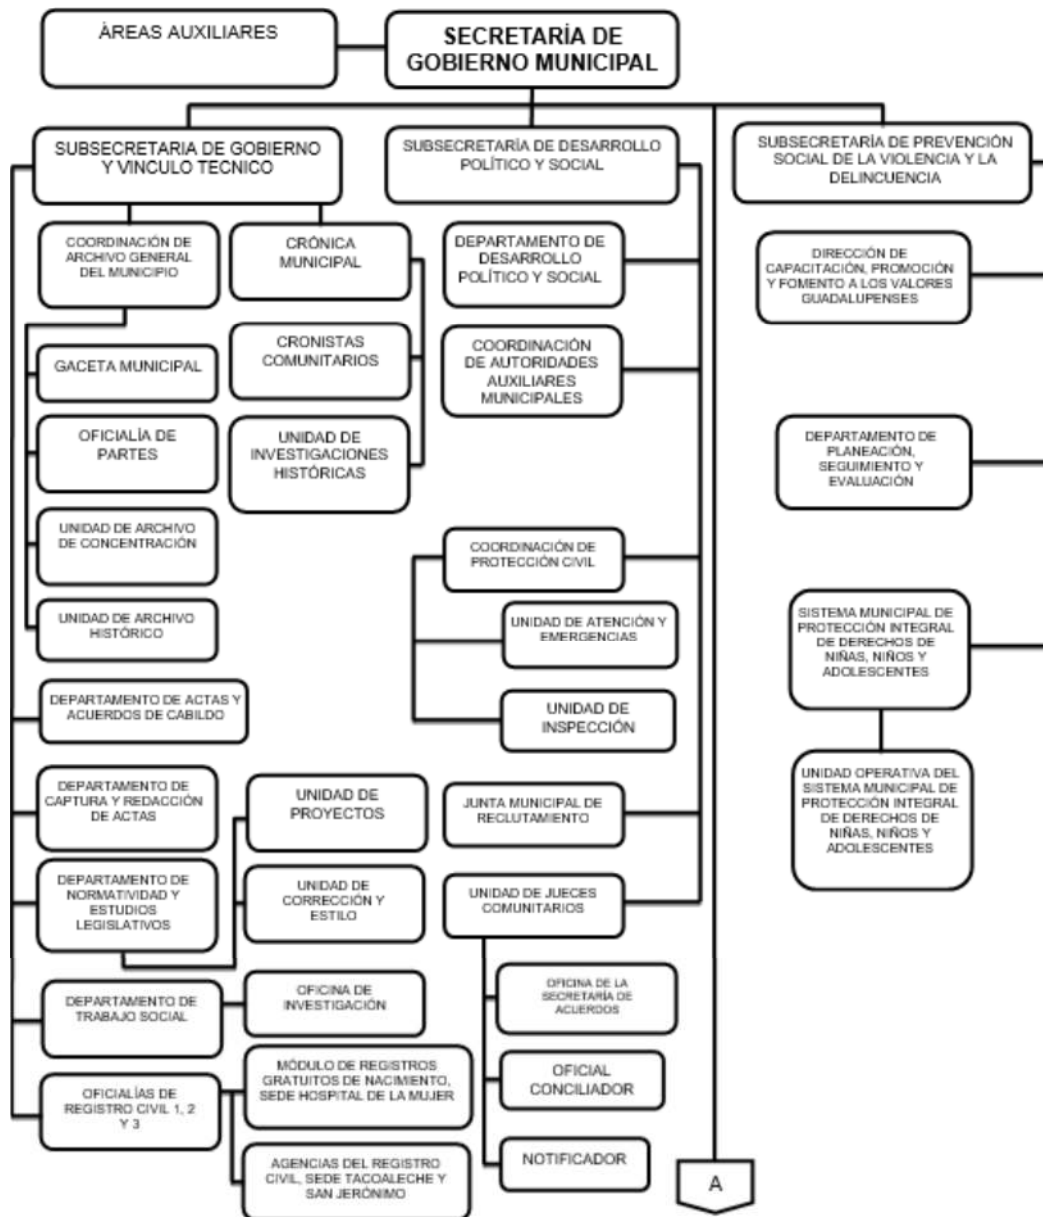 ÀREAS AUXILIARES
SECRETARÍA DE
GOBIERNO MUNICIPAL
SUBSECRETARIA DE GOBIERNO
Y VINCULO TECNICO
SUBSECRETARÍA DE DESARROLLO
POLÍTICO Y SOCIAL
SUBSECRETARÍA DE PREVENCIÓN
SOCIAL DE LA VIOLENCIA Y LA
DELINCUENCIA
COORDINACIÓN DE
ARCHIVO GENERAL
DEL MUNICIPIO
CRÓNICA
MUNICIPAL
DEPARTAMENTO DE
DESARROLLO
POLÍTICO Y SOCIAL
DIRECCIÓN DE
CAPACITACIÓN, PROMOCIÓN
Y FOMENTO A LOS VALORES
GUADALUPENSES
GACETA MUNICIPAL
CRONISTAS
COMUNITARIOS
COORDINACIÓN
DE AUTORIDADES
AUXILIARES
MUNICIPALES
OFICIALÍA DE
PARTES
UNIDAD DE
INVESTIGACIONES
HISTÓRICAS
DEPARTAMENTO DE
PLANEACIÓN,
SEGUIMIENTO Y
EVALUACIÓN
UNIDAD DE ARCHIVO
DE CONCENTRACIÓN
COORDINACIÓN DE
PROTECCIÓN CIVIL
UNIDAD DE ARCHIVO
HISTÓRICO
UNIDAD DE ATENCIÓN Y
EMERGENCIAS
SISTEMA MUNICIPAL DE
PROTECCIÓN INTEGRAL
DE DERECHOS DE
NIÑAS, NIÑOS Y
ADOLESCENTES
DEPARTAMENTO DE ACTAS Y
ACUERDOS DE CABILDO
UNIDAD DE
INSPECCIÓN
DEPARTAMENTO DE
CAPTURA Y REDACCIÓN
DE ACTAS
UNIDAD DE
PROYECTOS
JUNTA MUNICIPAL DE
RECLUTAMIENTO
UNIDAD OPERATIVA DEL
SISTEMA MUNICIPAL DE
PROTECCIÓN INTEGRAL
DE DERECHOS DE
NIÑAS, NIÑOS Y
ADOLESCENTES
DEPARTAMENTO DE
NORMATIVIDAD Y
ESTUDIOS
LEGISLATIVOS
UNIDAD DE
CORRECCIÓN Y
ESTILO
UNIDAD DE JUECES
COMUNITARIOS
DEPARTAMENTO DE
TRABAJO SOCIAL
OFICINA DE
INVESTIGACIÓN
OFICINA DE LA
SECRETARÍA DE
ACUERDOS
OFICIALÍAS DE
REGISTRO CIVIL 1, 2
Y 3
MÓDULO DE REGISTROS
GRATUITOS DE NACIMIENTO,
SEDE HOSPITAL DE LA MUJER
OFICIAL
CONCILIADOR
AGENCIAS DEL REGISTRO
CIVIL, SEDE TACOALECHE Y
SAN JERÓNIMO
NOTIFICADOR
A